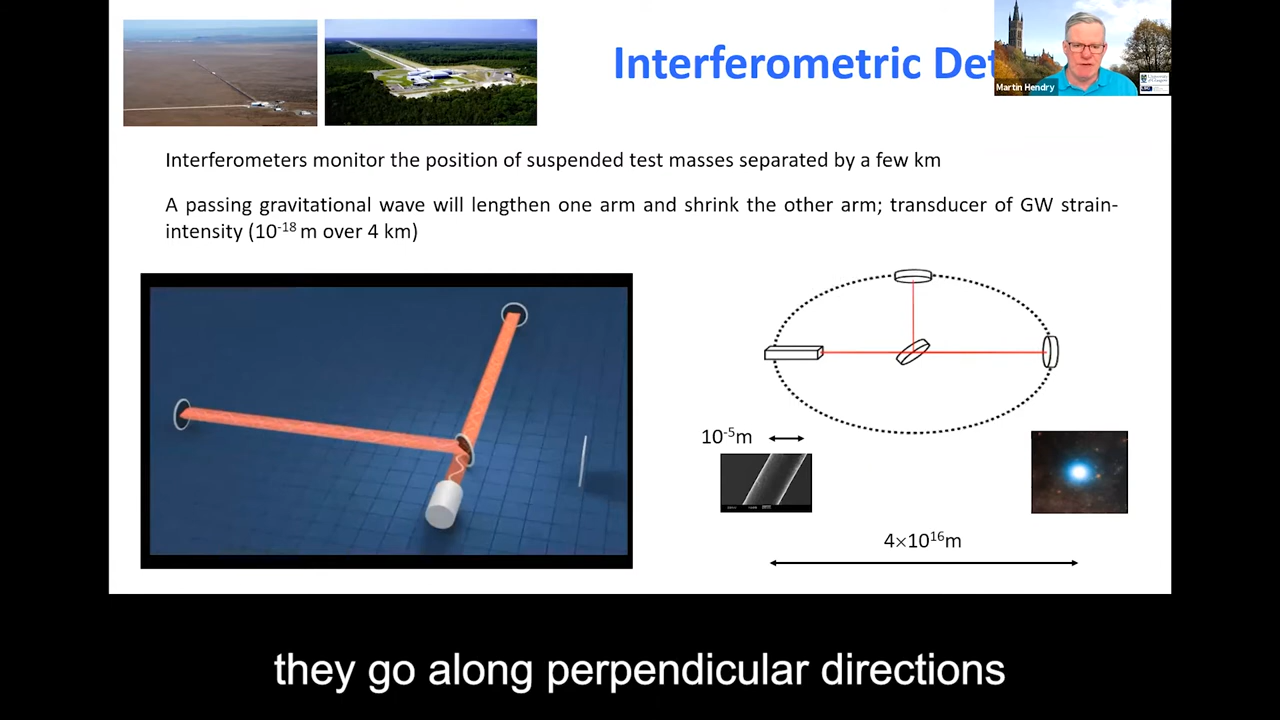 Interferometric Det
Martin Hendry
Interferometers monitor the position of suspended test masses separated by a few km
A passing gravitational wave will lengthen one arm and shrink the other arm; transducer of GW strain-
intensity (10⁻¹⁸ m over 4 km)
10⁻⁵m
4×10¹⁶m
they go along perpendicular directions